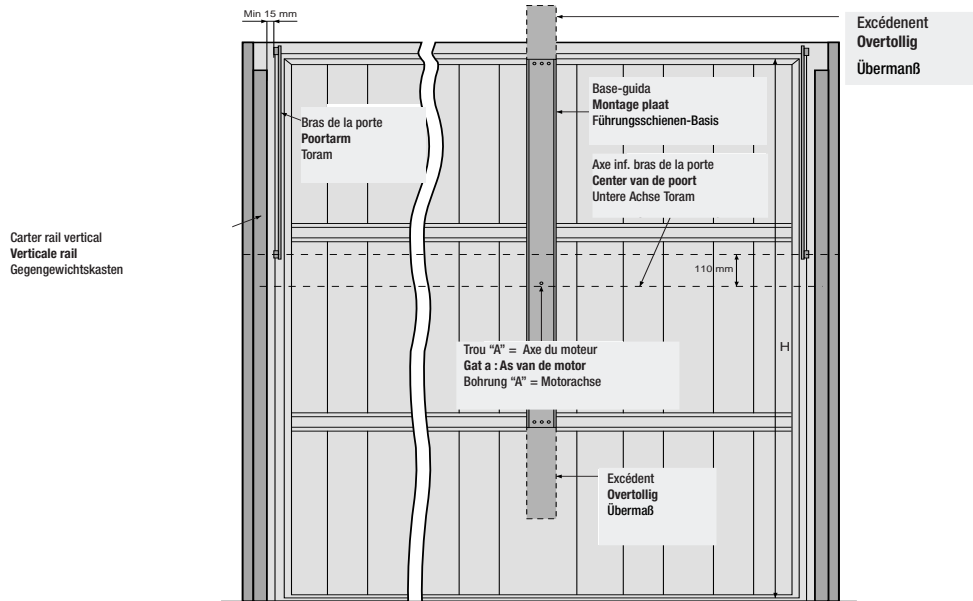 Min 15 mm
Excédenent
Overtollig
Übermanß
Base-guida
Montage plaat
Führungsschienen-Basis
Bras de la porte
Poortarm
Toram
Axe inf. bras de la porte
Center van de poort
Untere Achse Toram
Carter rail vertical
Verticale rail
Gegengewichtskasten
110 mm
Trou “A” = Axe du moteur
Gat a : As van de motor
Bohrung “A” = Motorachse
H
Excédent
Overtollig
Übermaß